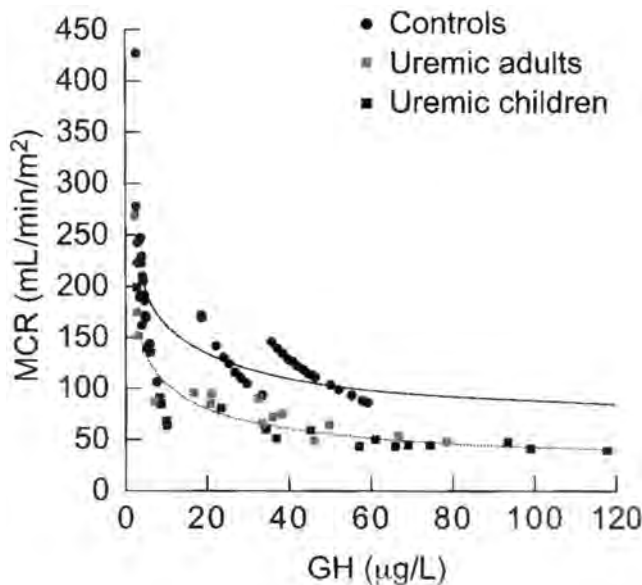 Controls
Uremic adults
Uremic children
450
400
350
300
250
200
150
100
50
0
MCR (mL/min/m²)
0 20 40 60 80 100 120
GH (μg/L)